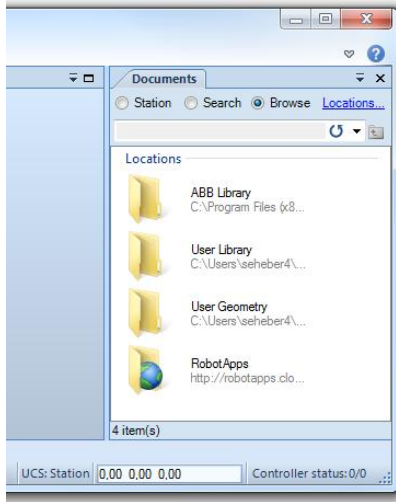 Documents
Station Search Browse Locations...
Locations
ABB Library
C:\Program Files (x8...
User Library
C:\Users\seheber4\...
User Geometry
C:\Users\seheber4\...
RobotApps
http://robotapps.clo...
4 item(s)
UCS: Station 0,00 0,00 0,00 Controller status: 0/0